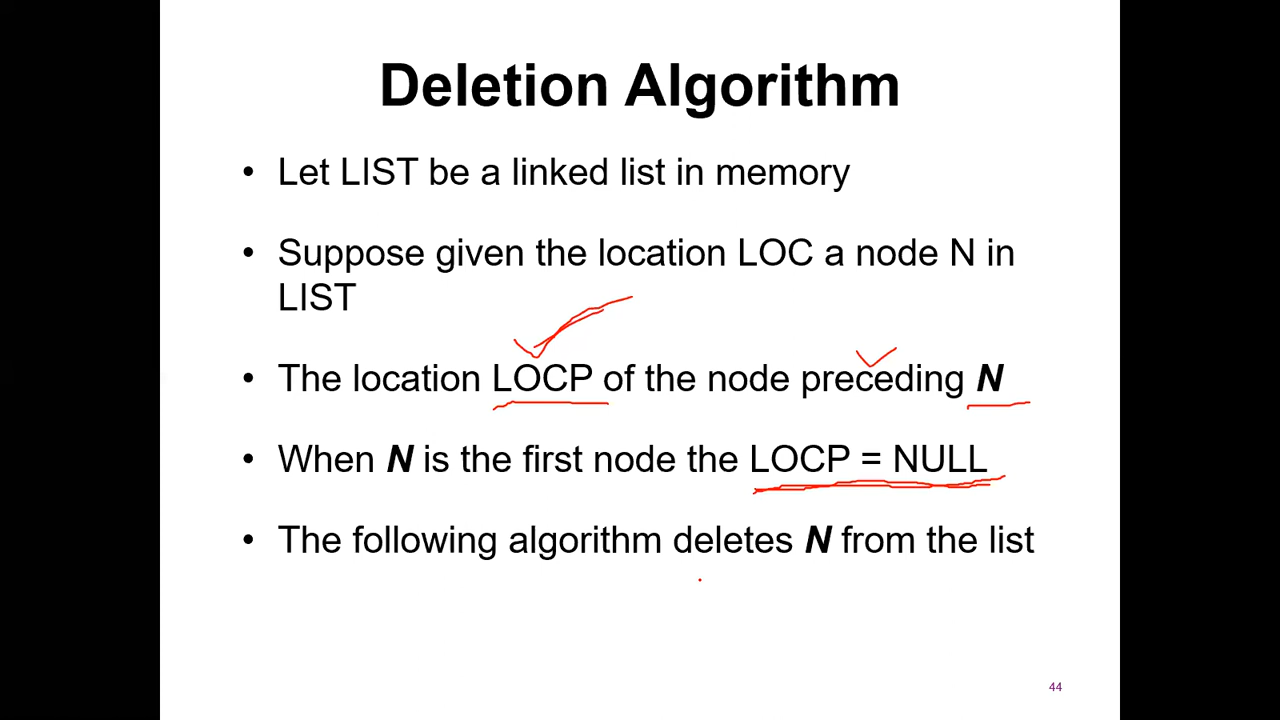 Deletion Algorithm
• Let LIST be a linked list in memory
• Suppose given the location LOC a node N in
LIST
• The location LOCP of the node preceding N
• When N is the first node the LOCP = NULL
• The following algorithm deletes N from the list
44